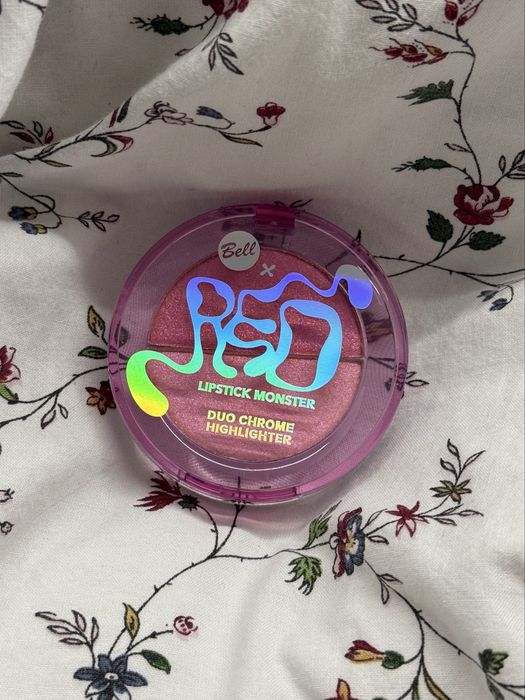 Bell
x
RED
LIPSTICK MONSTER
DUO CHROME
HIGHLIGHTER